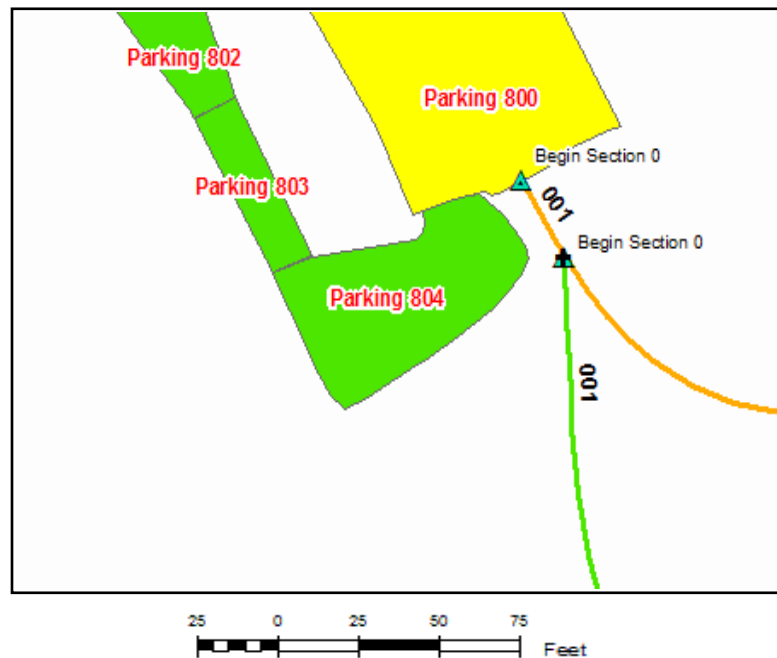 Parking 802
Parking 800
Begin Section 0
Parking 803
001
Begin Section 0
Parking 804
001
25 0 25 50 75
Feet